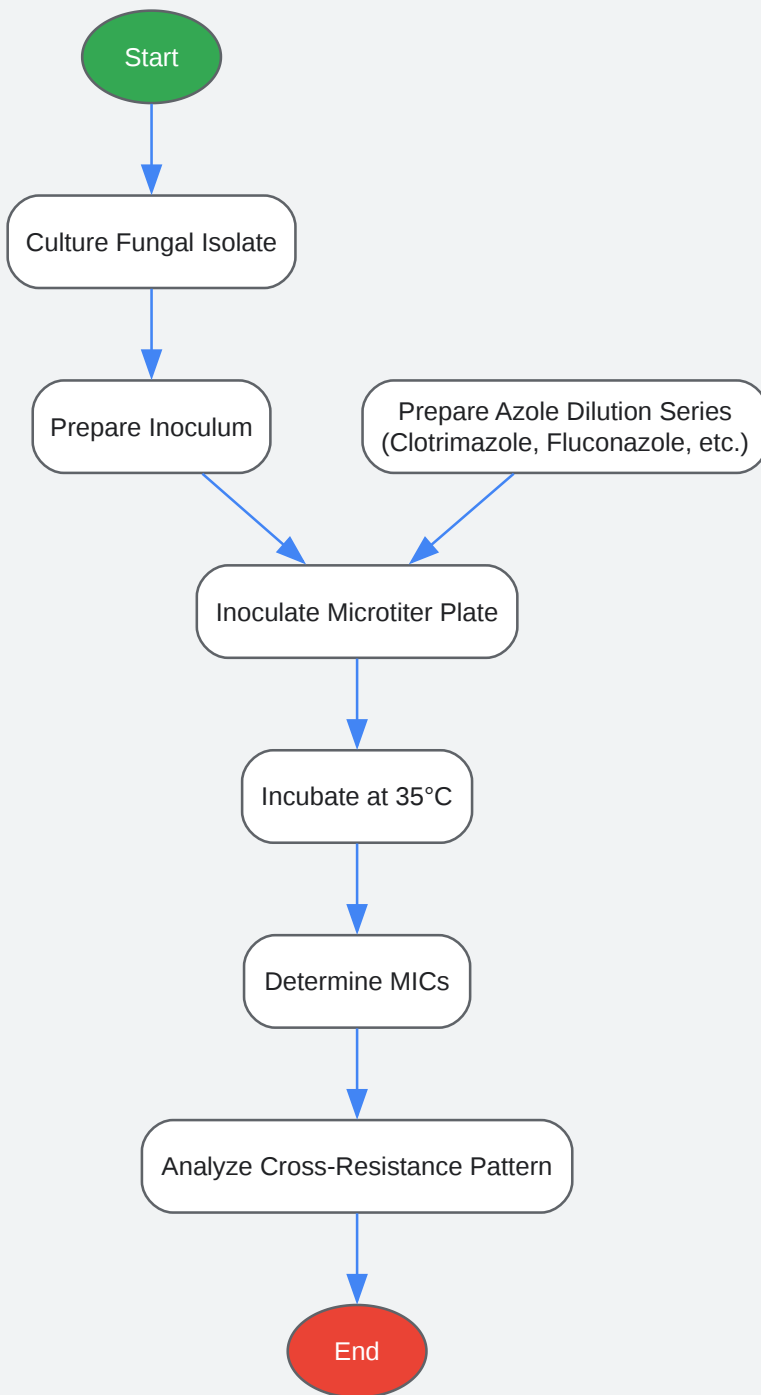 Start
Culture Fungal Isolate
Prepare Inoculum
Prepare Azole Dilution Series
(Clotrimazole, Fluconazole, etc.)
Inoculate Microtiter Plate
Incubate at 35°C
Determine MICs
Analyze Cross-Resistance Pattern
End